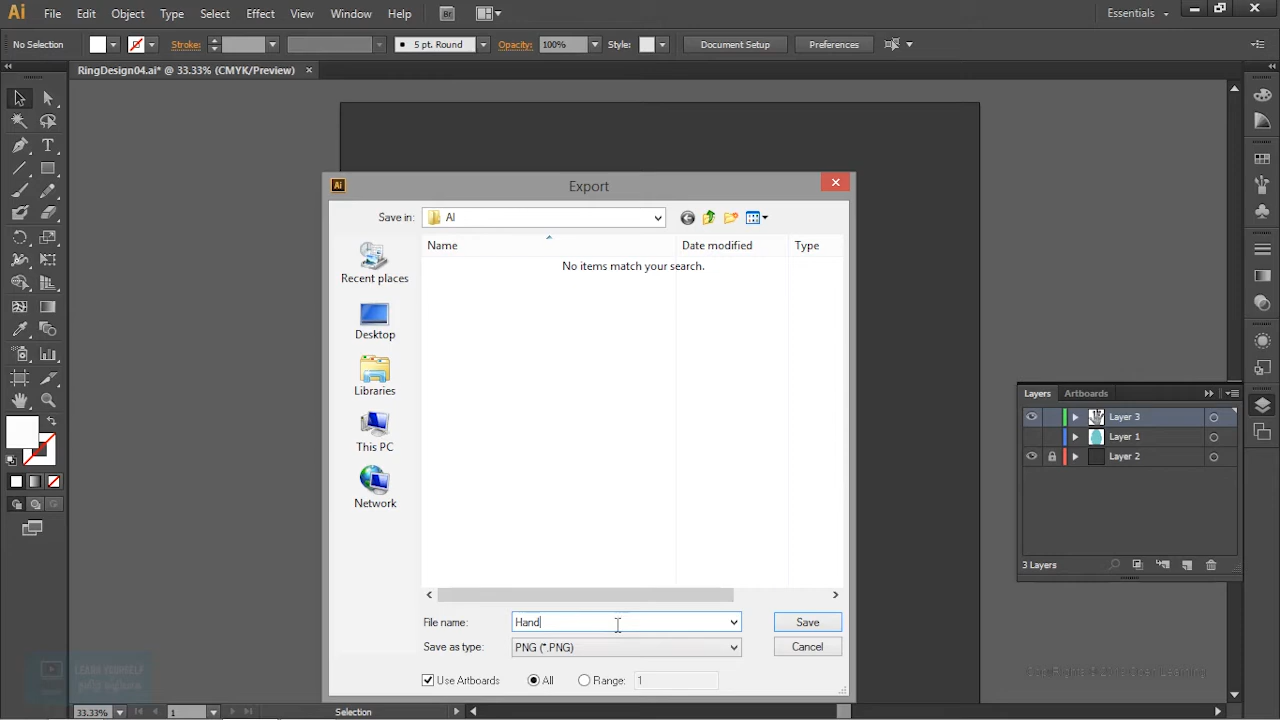 Ai File Edit Object Type Select Effect View Window Help Br Essentials
No Selection Stroke: 5 pt. Round Opacity: 100% Style: Document Setup Preferences
RingDesign04.ai* @ 33.33% (CMYK/Preview)
Ai Export
Save in: AI
Name Date modified Type
No items match your search.
Recent places
Desktop
Libraries
This PC
Network
File name: Hand Save
Save as type: PNG (*.PNG) Cancel
Use Artboards All Range: 1
Layers Artboards
Layer 3
Layer 1
Layer 2
3 Layers
LEARN YOURSELF
33.33% 1 Selection